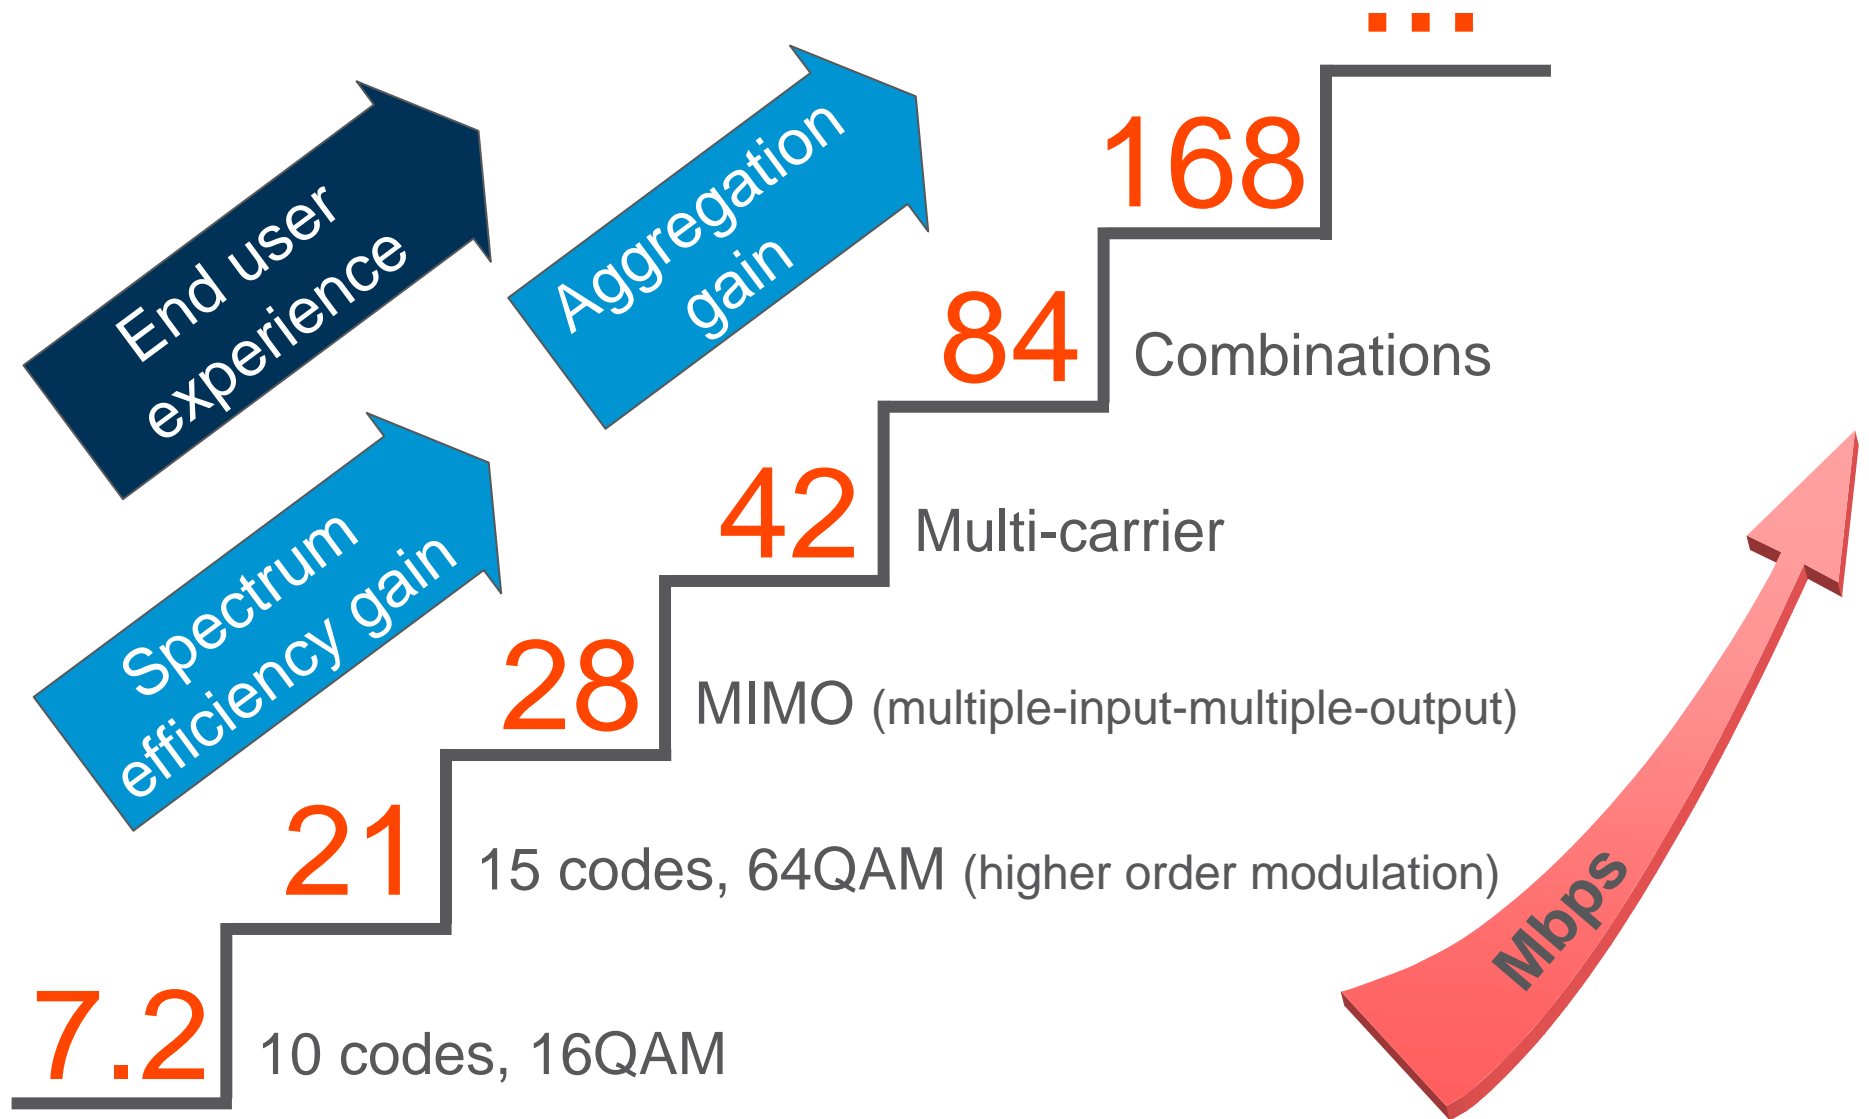 ...
168
Aggregation
gain
End user
experience
84
Combinations
42
Multi-carrier
Spectrum
efficiency gain
28
MIMO (multiple-input-multiple-output)
21
15 codes, 64QAM (higher order modulation)
Mbps
7.2
10 codes, 16QAM